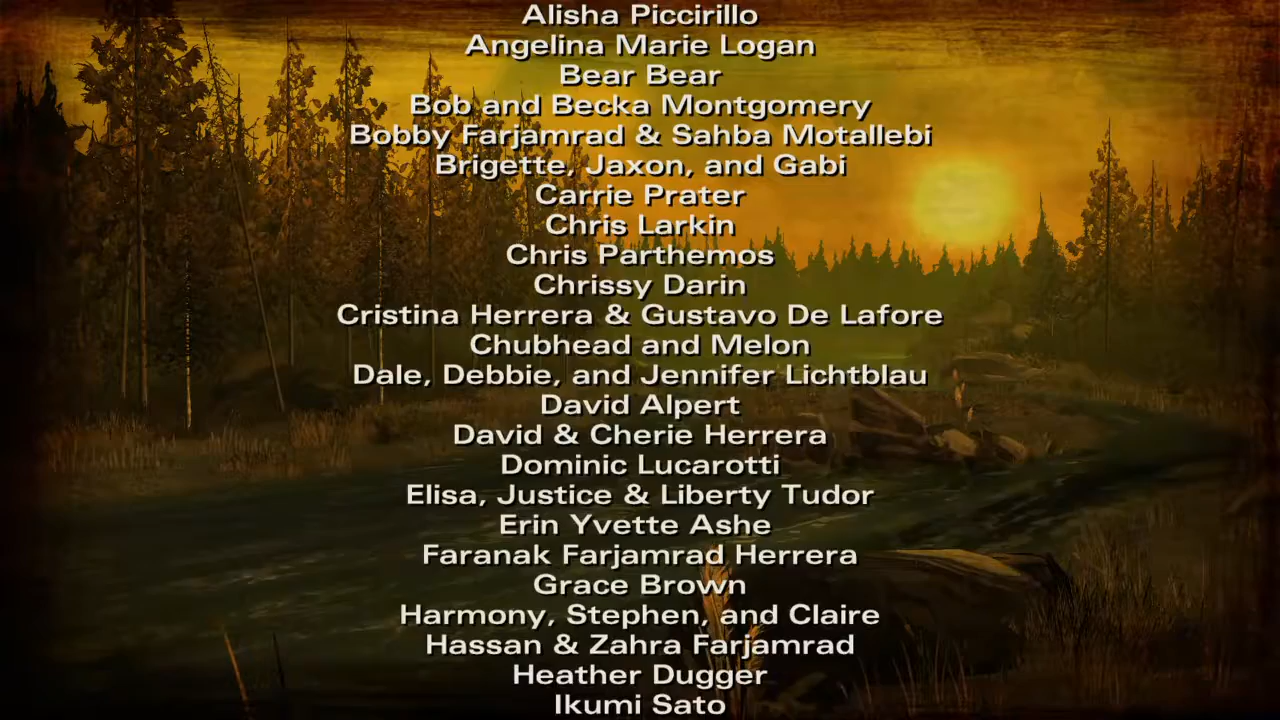 Alisha Piccirillo
Angelina Marie Logan
Bear Bear
Bob and Becka Montgomery
Bobby Farjamrad & Sahba Motallebi
Brigette, Jaxon, and Gabi
Carrie Prater
Chris Larkin
Chris Parthemos
Chrissy Darin
Cristina Herrera & Gustavo De Lafore
Chubhead and Melon
Dale, Debbie, and Jennifer Lichtblau
David Alpert
David & Cherie Herrera
Dominic Lucarotti
Elisa, Justice & Liberty Tudor
Erin Yvette Ashe
Faranak Farjamrad Herrera
Grace Brown
Harmony, Stephen, and Claire
Hassan & Zahra Farjamrad
Heather Dugger
Ikumi Sato